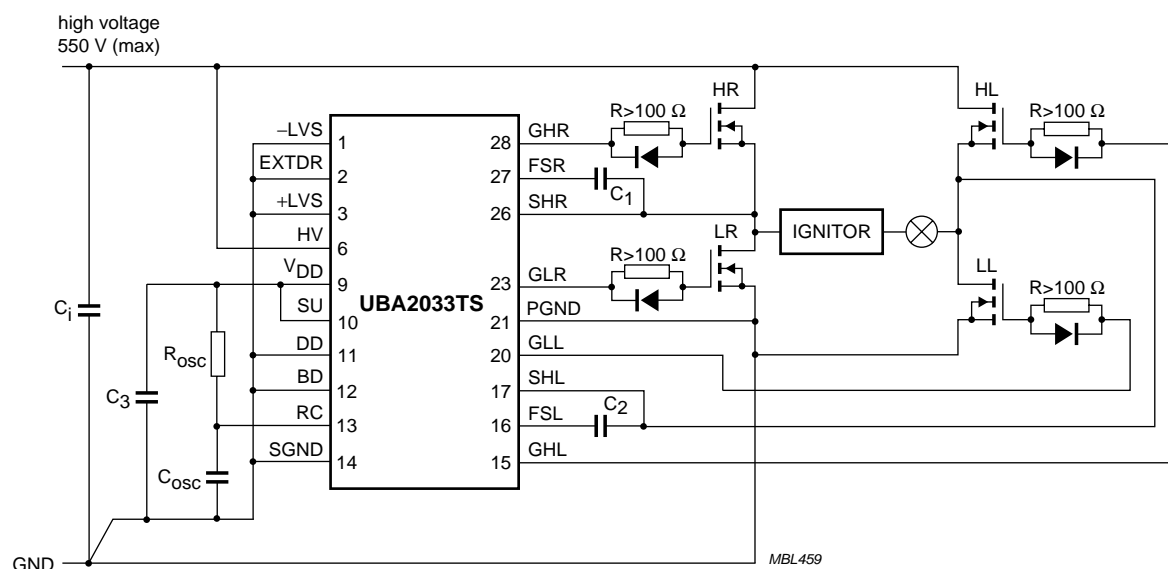 high voltage
550 V (max)
HR
HL
R>100 Ω
R>100 Ω
−LVS
1
28
GHR
EXTDR
2
27
FSR
C1
+LVS
3
26
SHR
LR
IGNITOR
HV
6
R>100 Ω
LL
VDD
9
UBA2033TS
23
GLR
R>100 Ω
Ci
SU
10
21
PGND
Rosc
DD
11
20
GLL
C3
BD
12
17
SHL
C2
RC
13
16
FSL
SGND
14
15
GHL
Cosc
GND
MBL459